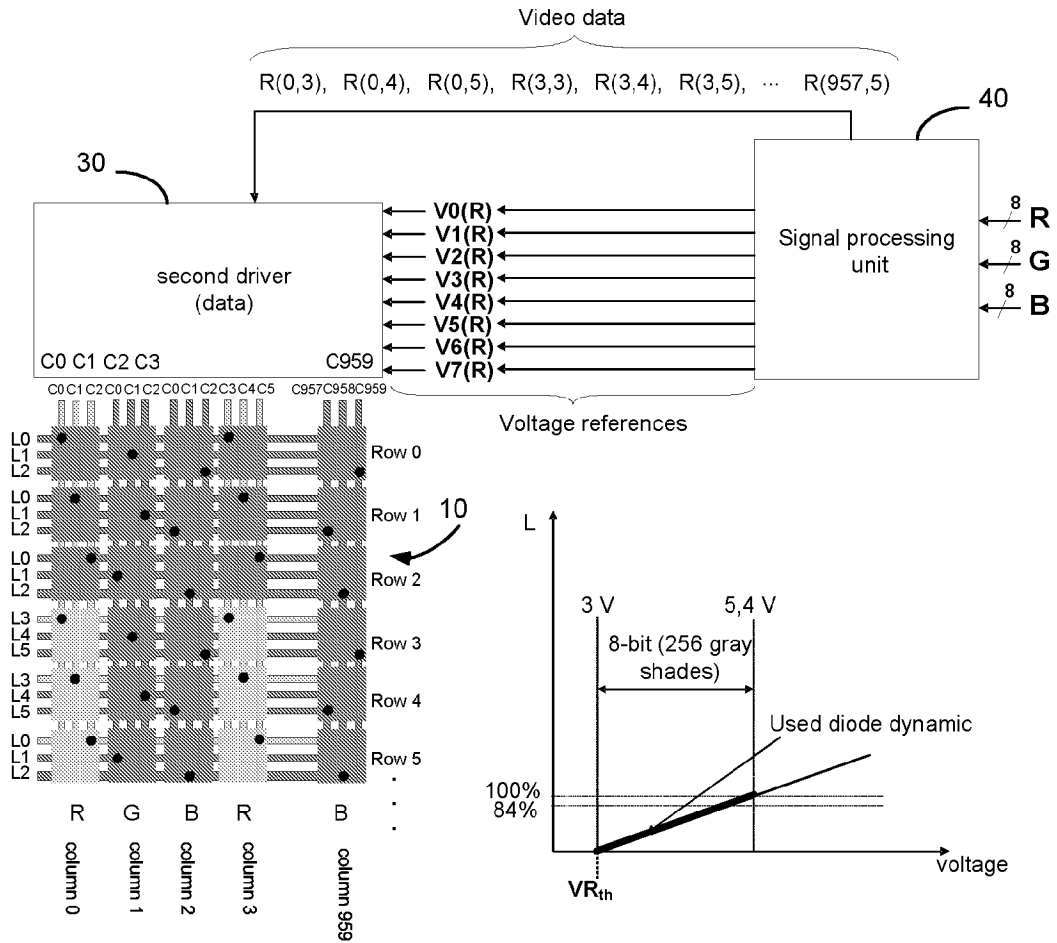 Video data
R(0,3), R(0,4), R(0,5), R(3,3), R(3,4), R(3,5), ... R(957,5)
40
30
8
R
8
G
8
B
Signal processing
unit
V0(R)
V1(R)
V2(R)
V3(R)
V4(R)
V5(R)
V6(R)
V7(R)
second driver
(data)
C0 C1 C2 C3 C959
Voltage references
C0 C1 C2 C0 C1 C2 C0 C1 C2 C3 C4 C5 C957 C958 C959
L0
L1
L2
Row 0
L0
L1
L2
Row 1
10
L0
L1
L2
Row 2
L3
L4
L5
Row 3
L3
L4
L5
Row 4
L0
L1
L2
Row 5
R G B R B
column 0
column 1
column 2
column 3
column 959
L
3 V
5,4 V
8-bit (256 gray
shades)
Used diode dynamic
100%
84%
voltage
VRth